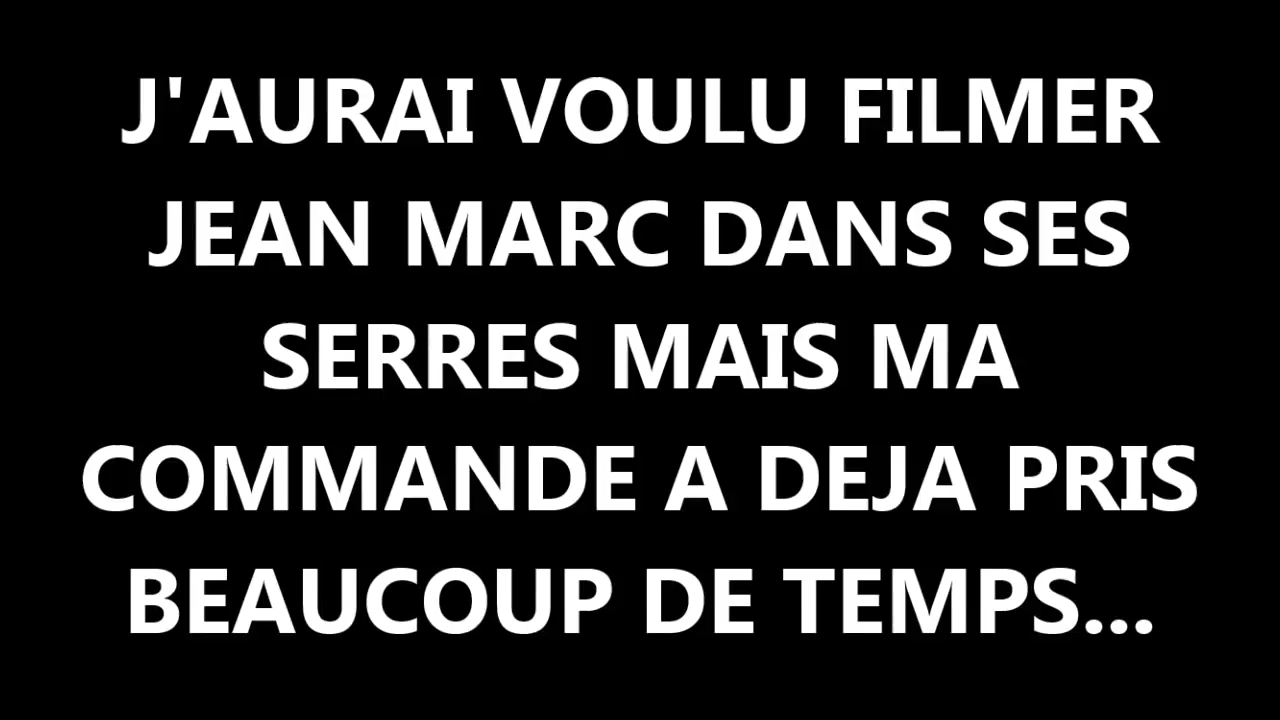 J'AURAI VOULU FILMER
JEAN MARC DANS SES
SERRES MAIS MA
COMMANDE A DEJA PRIS
BEAUCOUP DE TEMPS...